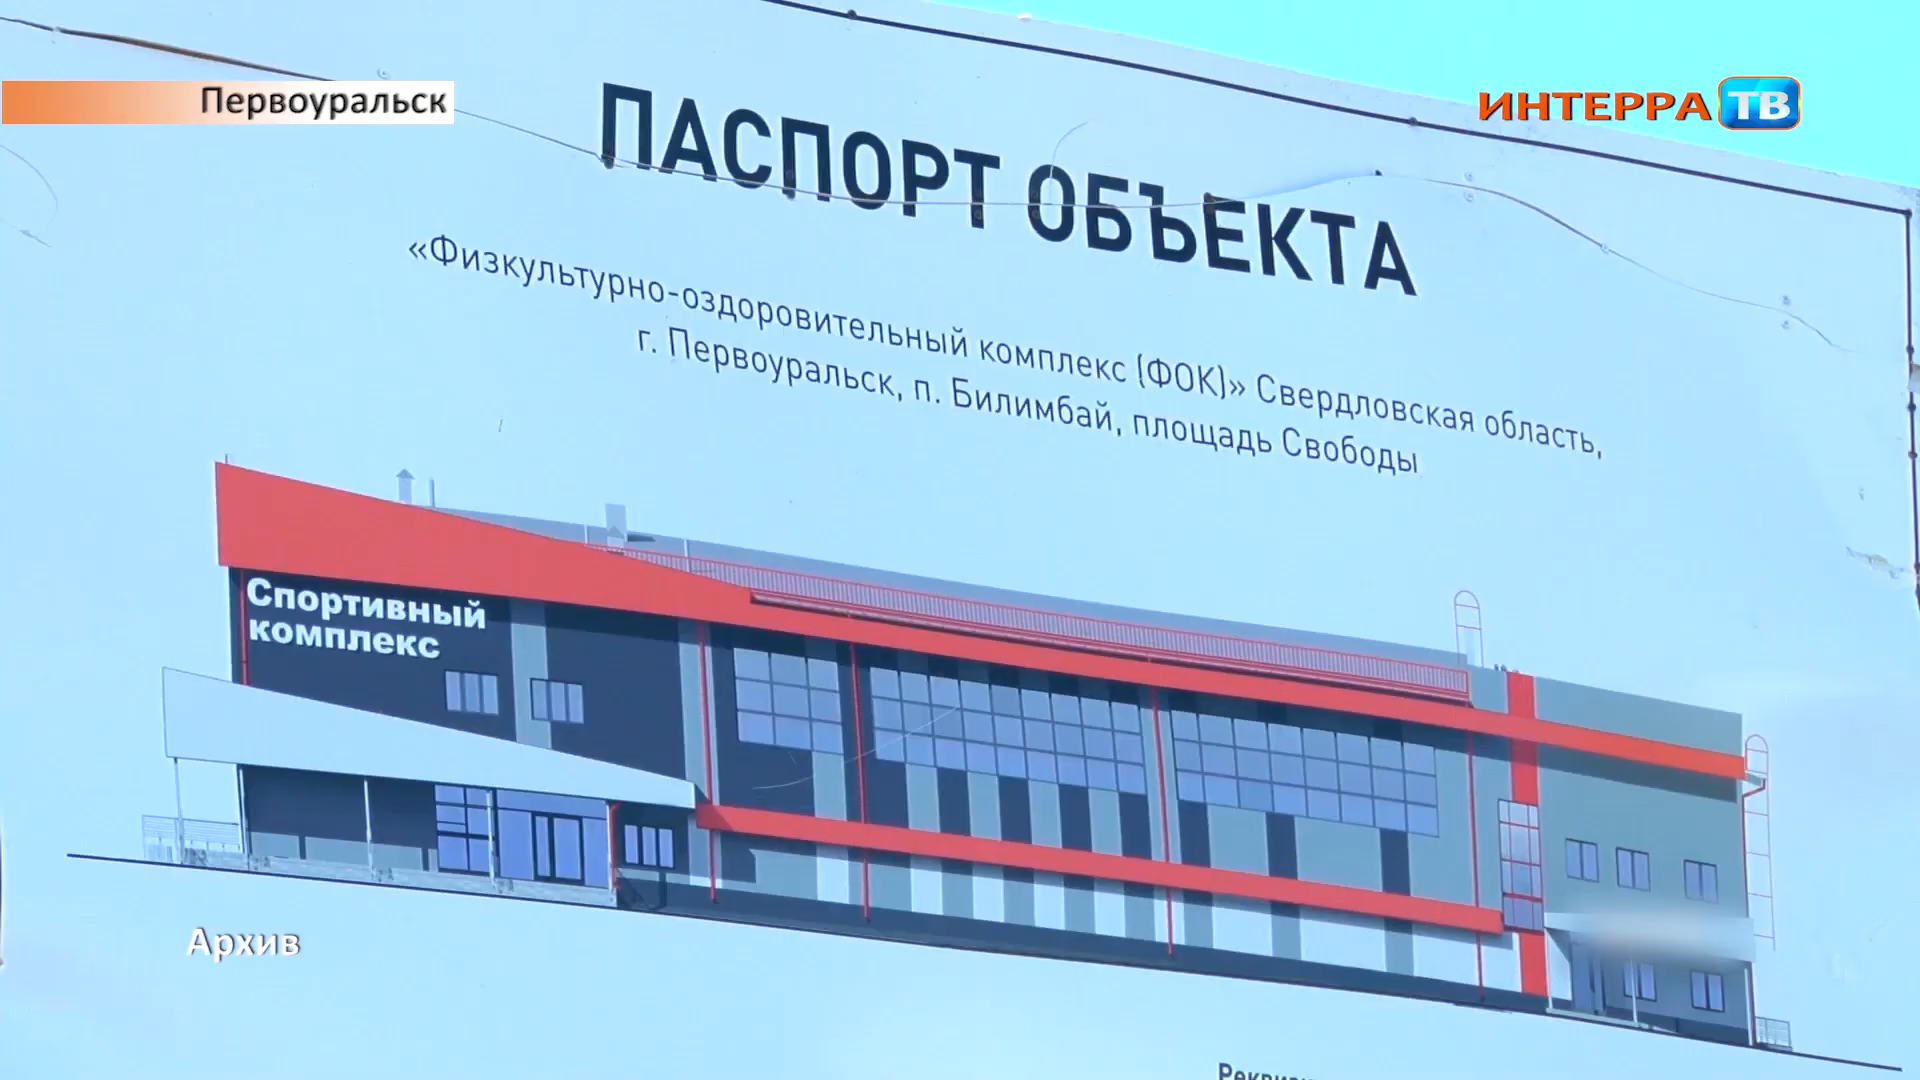 Первоуральск
ИНТЕРРА ТВ
ПАСПОРТ ОБЪЕКТА
«Физкультурно-оздоровительный комплекс (ФОК)» Свердловская область,
г. Первоуральск, п. Билимбай, площадь Свободы
Спортивный
комплекс
Архив